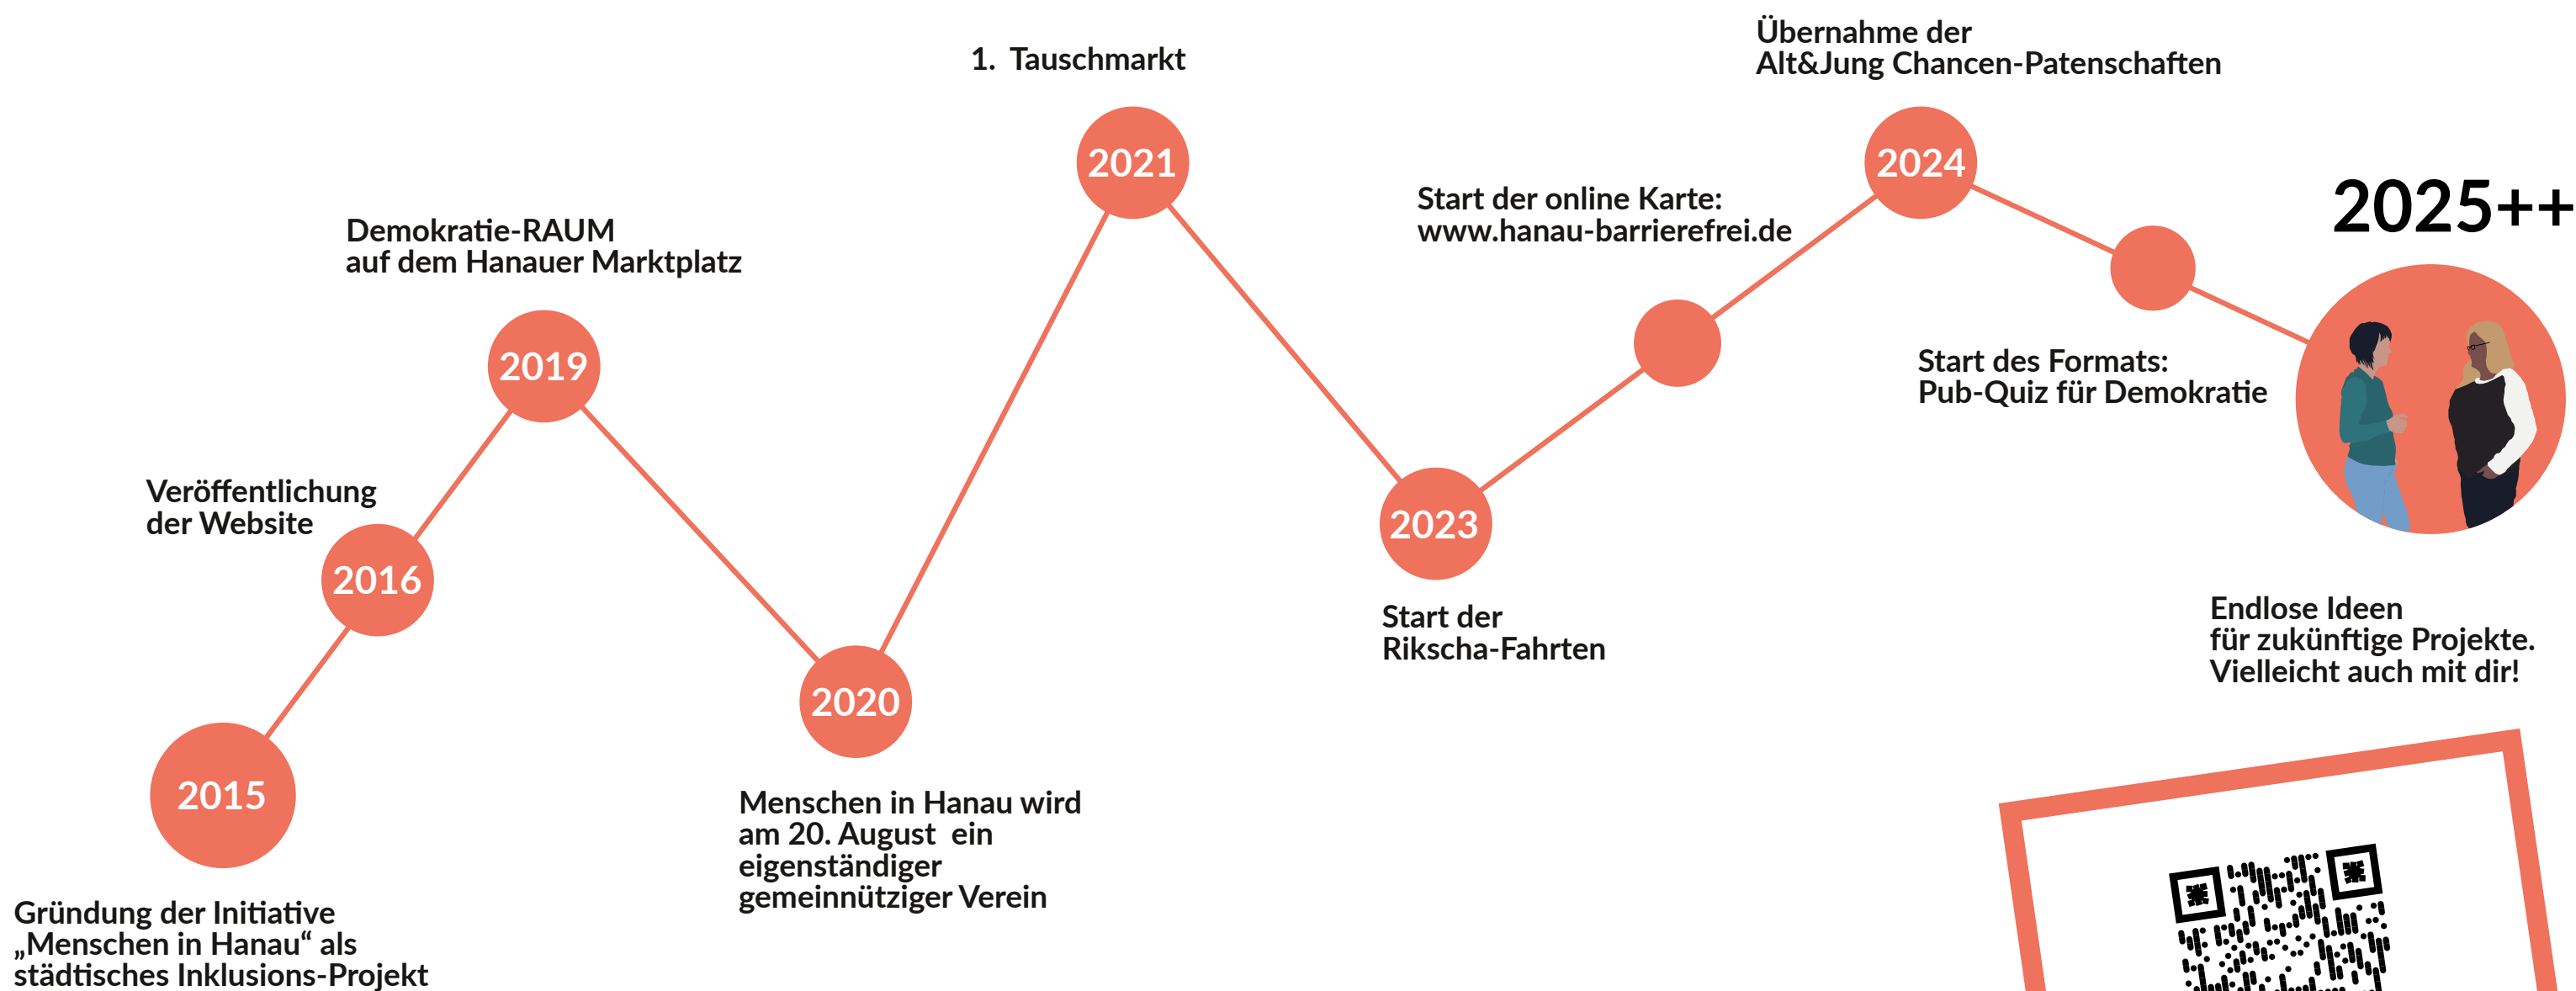 2015
Gründung der Initiative
„Menschen in Hanau“ als
städtisches Inklusions-Projekt
Veröffentlichung
der Website
2016
Demokratie-RAUM
auf dem Hanauer Marktplatz
2019
2020
Menschen in Hanau wird
am 20. August  ein
eigenständiger
gemeinnütziger Verein
1.  Tauschmarkt
2021
2023
Start der
Rikscha-Fahrten
Start der online Karte:
www.hanau-barrierefrei.de
Übernahme der
Alt&Jung Chancen-Patenschaften
2024
Start des Formats:
Pub-Quiz für Demokratie
2025++
Endlose Ideen
für zukünftige Projekte.
Vielleicht auch mit dir!